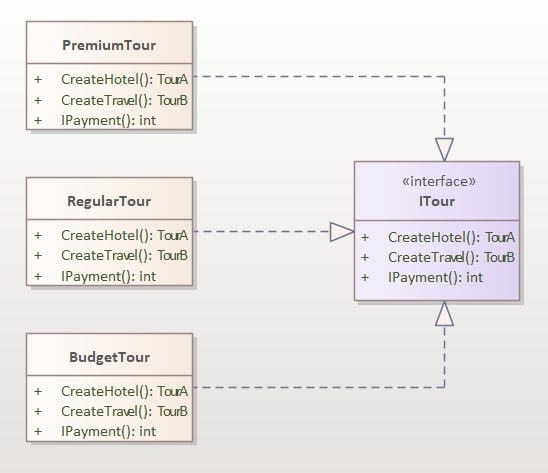 PremiumTour
+ CreateHotel(): TourA
+ CreateTravel(): TourB
+ IPayment(): int
«interface»
ITour
+ CreateHotel(): TourA
+ CreateTravel(): TourB
+ IPayment(): int
RegularTour
+ CreateHotel(): TourA
+ CreateTravel(): TourB
+ IPayment(): int
BudgetTour
+ CreateHotel(): TourA
+ CreateTravel(): TourB
+ IPayment(): int